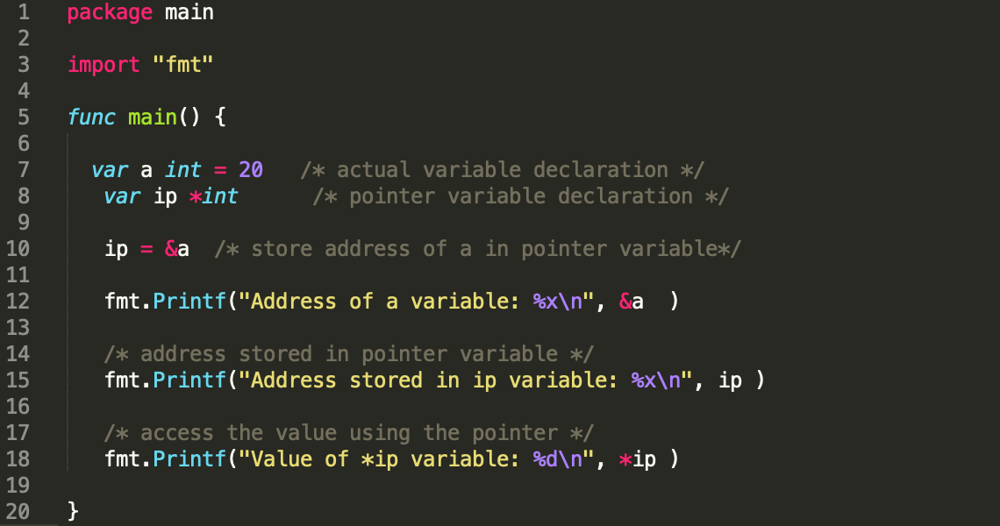 1 package main
2
3 import "fmt"
4
5 func main() {
6
7 var a int = 20 /* actual variable declaration */
8 var ip *int /* pointer variable declaration */
9
10 ip = &a /* store address of a in pointer variable*/
11
12 fmt.Printf("Address of a variable: %x\n", &a )
13
14 /* address stored in pointer variable */
15 fmt.Printf("Address stored in ip variable: %x\n", ip )
16
17 /* access the value using the pointer */
18 fmt.Printf("Value of *ip variable: %d\n", *ip )
19
20 }